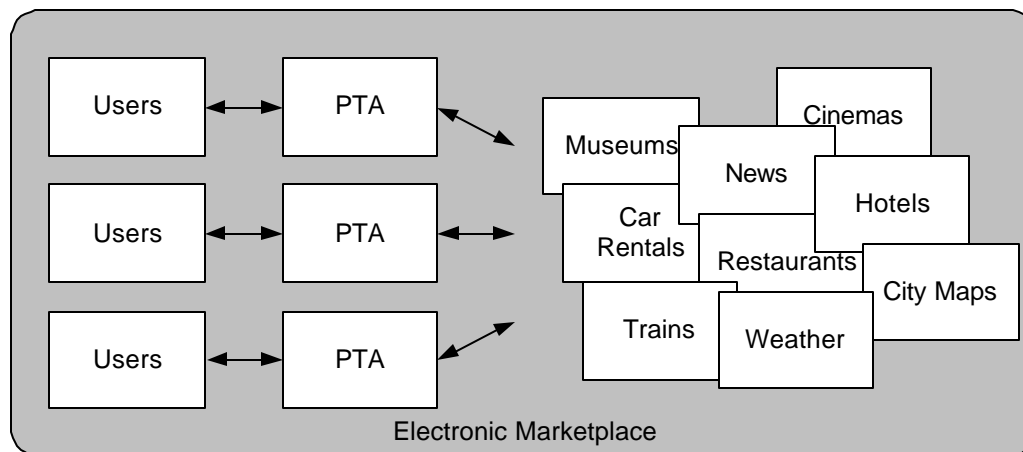 Users
PTA
Users
PTA
Users
PTA
Cinemas
Museums
News
Hotels
Car
Rentals
Restaurants
City Maps
Trains
Weather
Electronic Marketplace